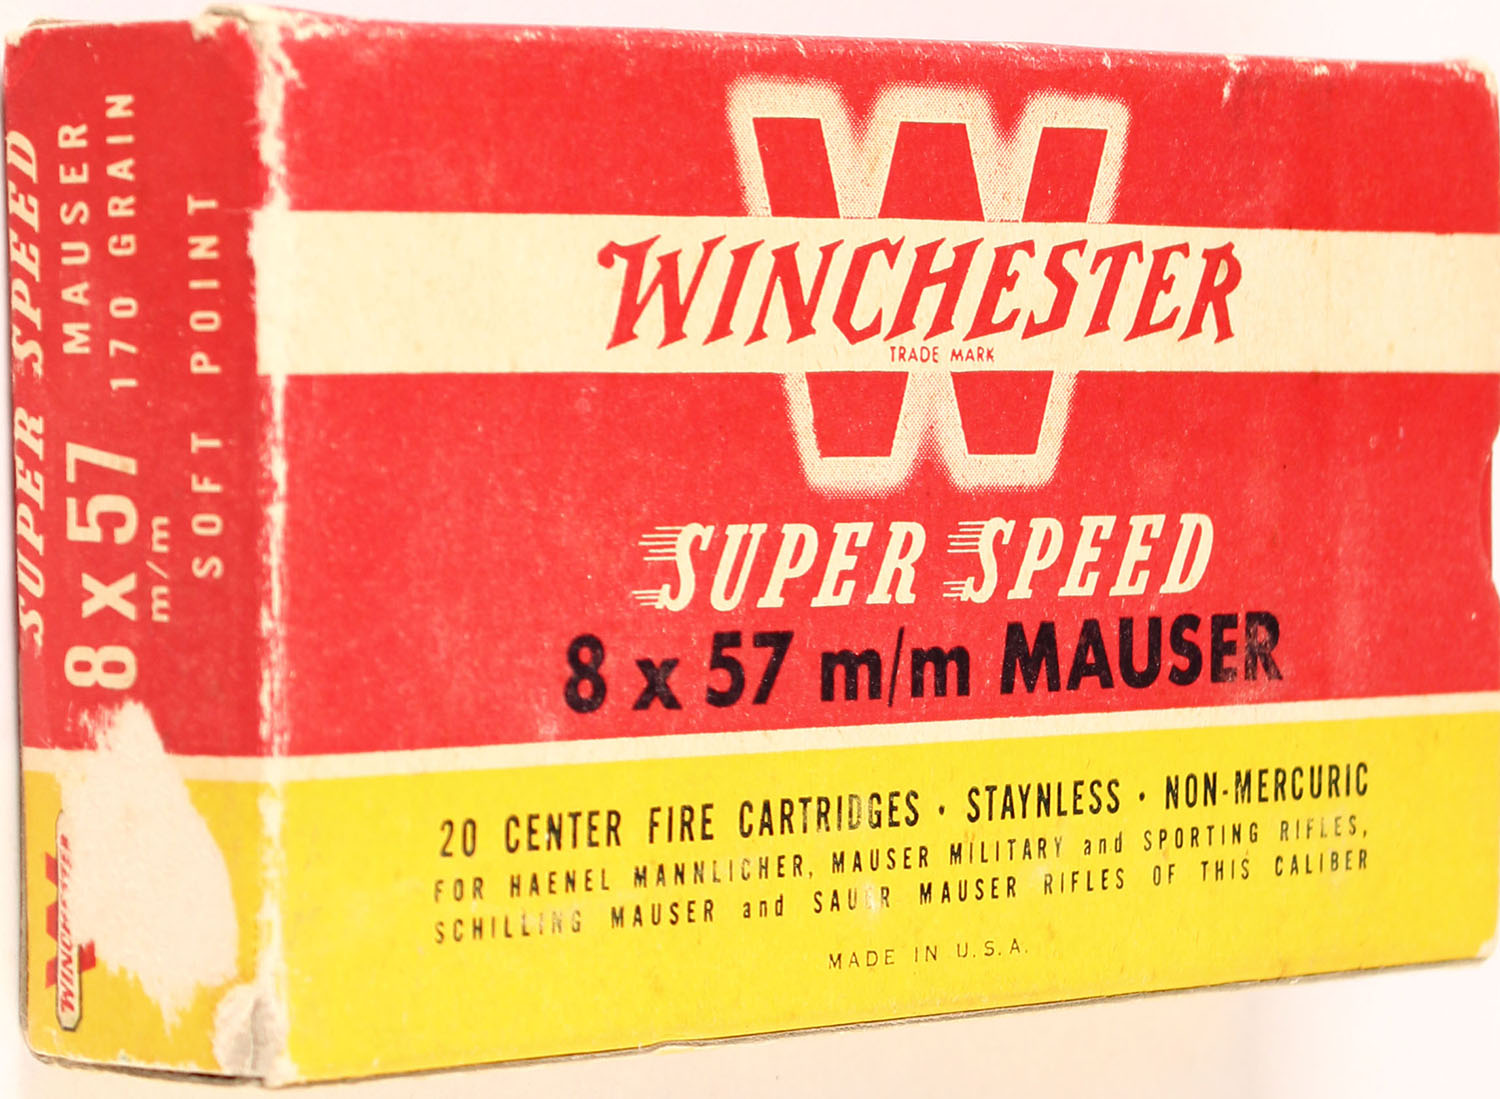 SUPER SPEED
8 x 57 MAUSER
m/m 170 GRAIN
SOFT POINT
WINCHESTER
W
WINCHESTER
TRADE MARK
SUPER SPEED
8 x 57 m/m MAUSER
20 CENTER FIRE CARTRIDGES · STAYNLESS · NON-MERCURIC
FOR HAENEL MANNLICHER, MAUSER MILITARY and SPORTING RIFLES,
SCHILLING MAUSER and SAUER MAUSER RIFLES OF THIS CALIBER
MADE IN U.S.A.